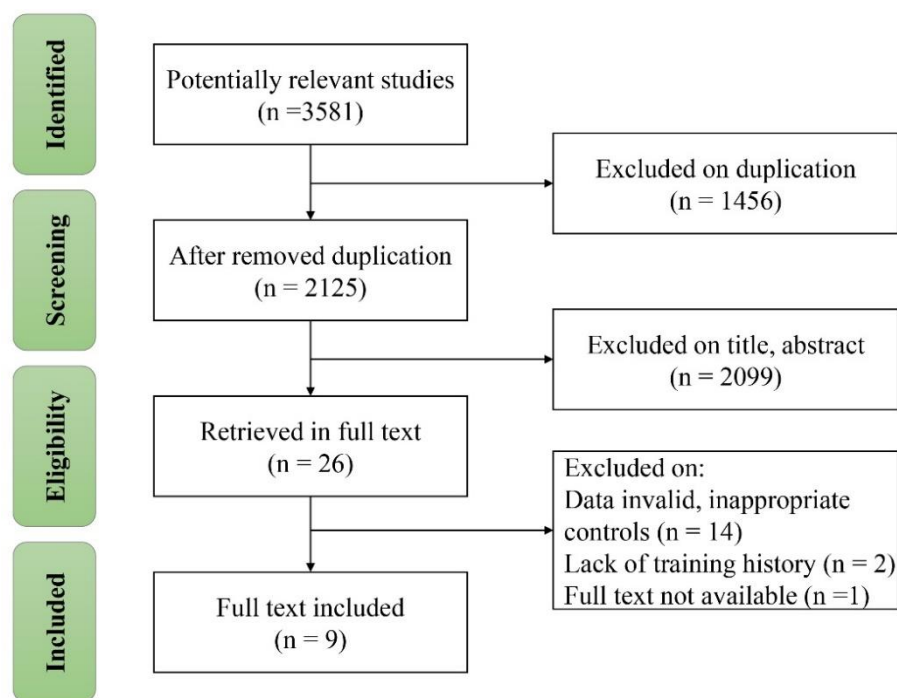 Identified
Potentially relevant studies
(n =3581)
Excluded on duplication
(n = 1456)
Screening
After removed duplication
(n = 2125)
Excluded on title, abstract
(n = 2099)
Eligibility
Retrieved in full text
(n = 26)
Excluded on:
Data invalid, inappropriate
controls (n = 14)
Lack of training history (n = 2)
Full text not available (n =1)
Included
Full text included
(n = 9)